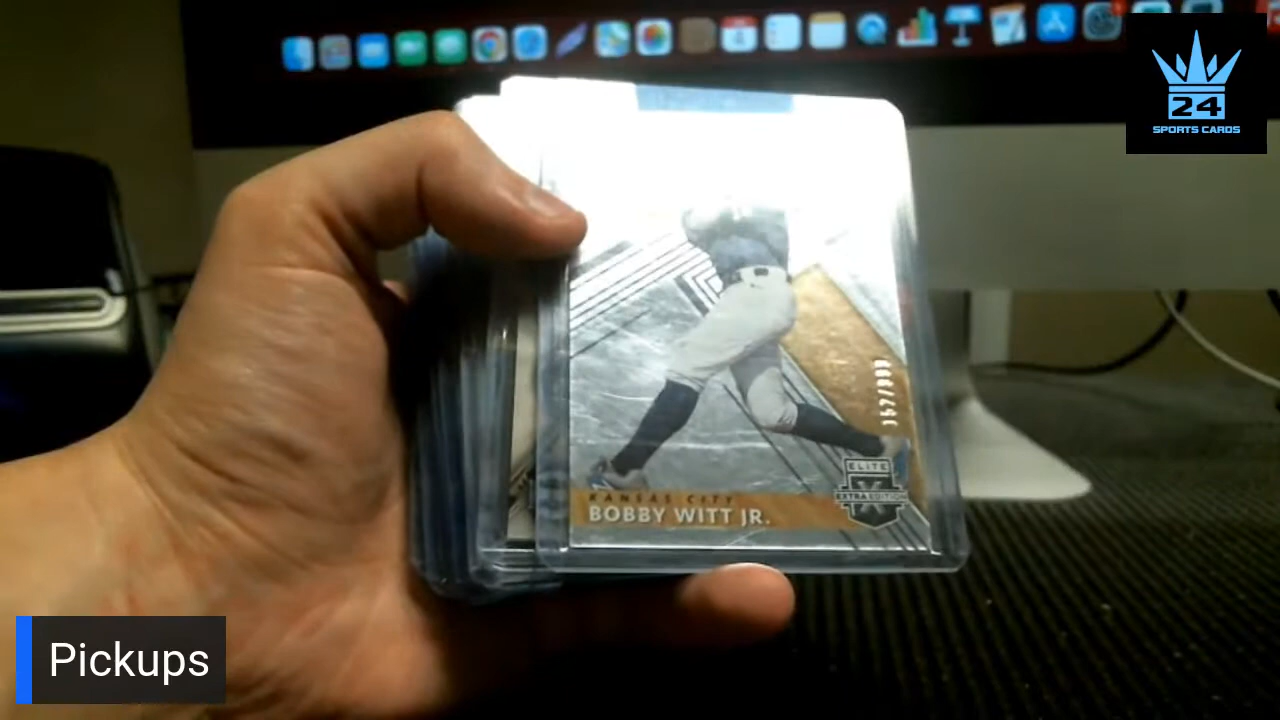 24
SPORTS CARDS
KANSAS CITY
BOBBY WITT JR.
ELITE
EXTRA EDITION
Pickups